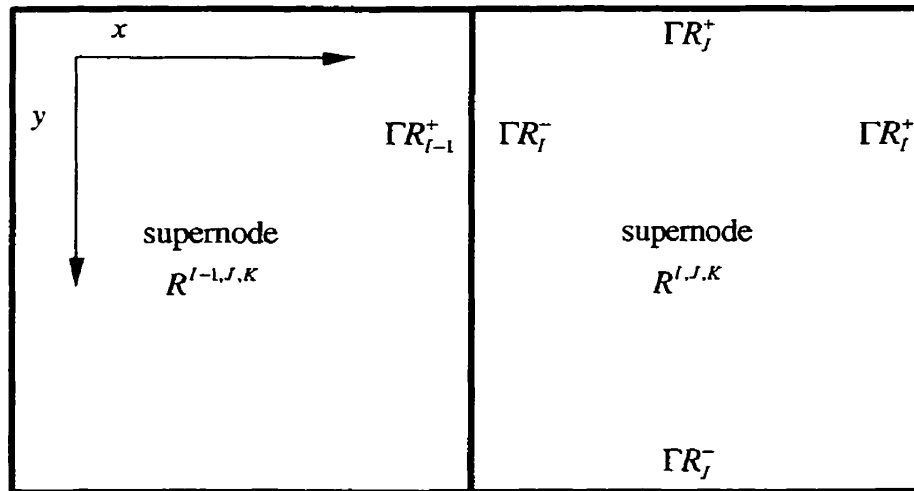 x
ΓR_J^+
y
ΓR_{I-1}^+ ΓR_I^- ΓR_I^+
supernode supernode
R^{I-1,J,K} R^{I,J,K}
ΓR_J^-